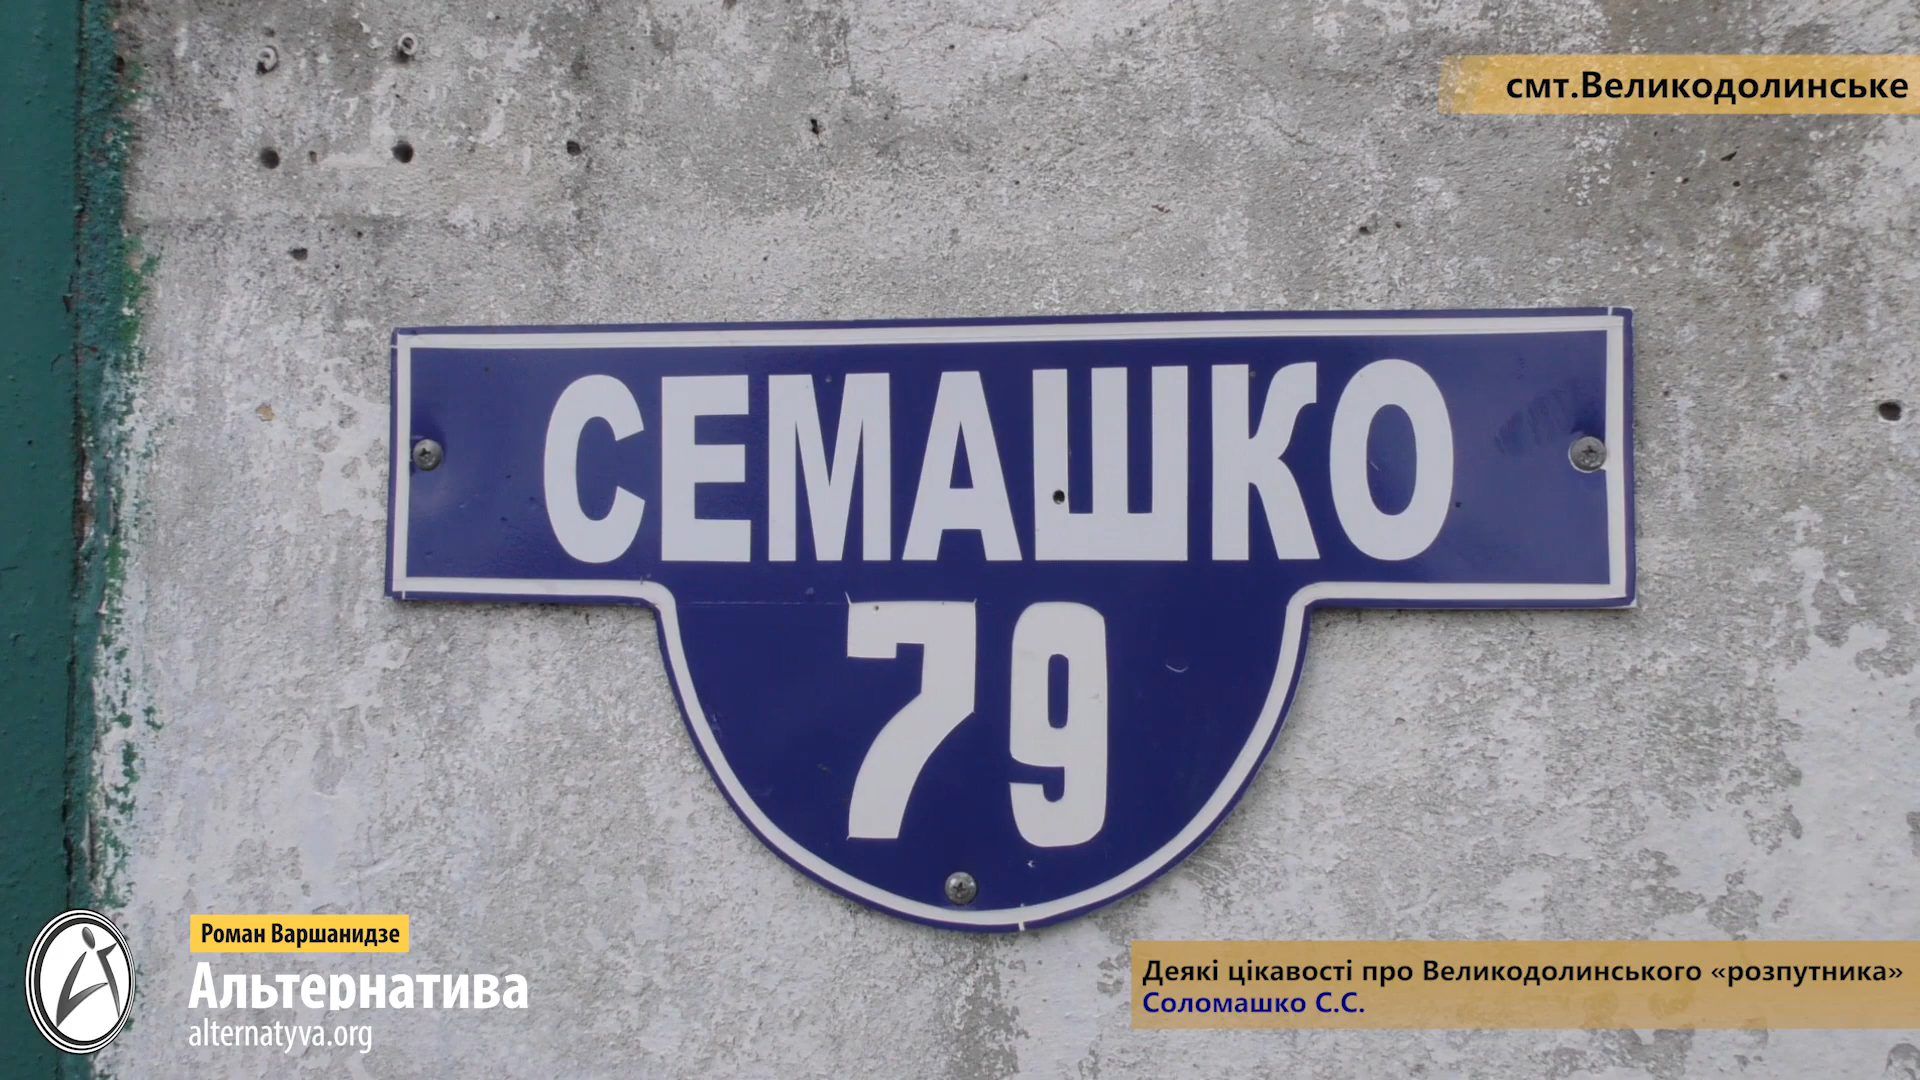 смт.Великодолинське
СЕМАШКО
79
Роман Варшанидзе
Альтернатива
alternatyva.org
Деякі цікавості про Великодолинського «розпутника»
Соломашко С.С.